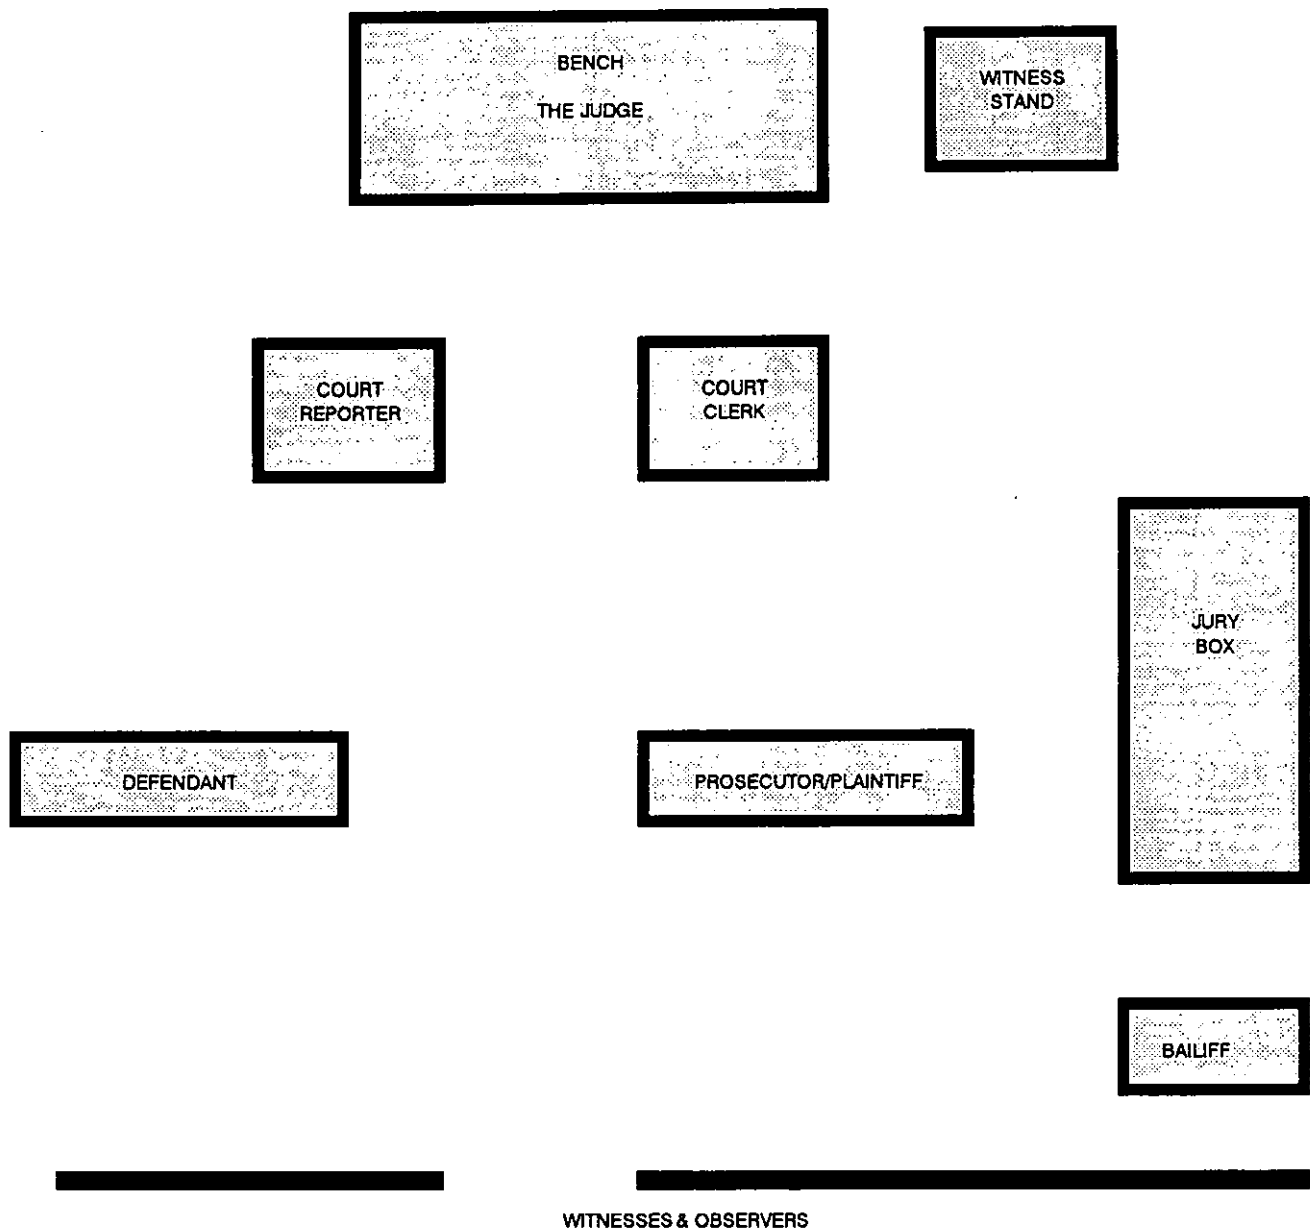 BENCH
THE JUDGE
WITNESS
STAND
COURT
REPORTER
COURT
CLERK
JURY
BOX
DEFENDANT
PROSECUTOR/PLAINTIFF
BAILIFF
WITNESSES & OBSERVERS